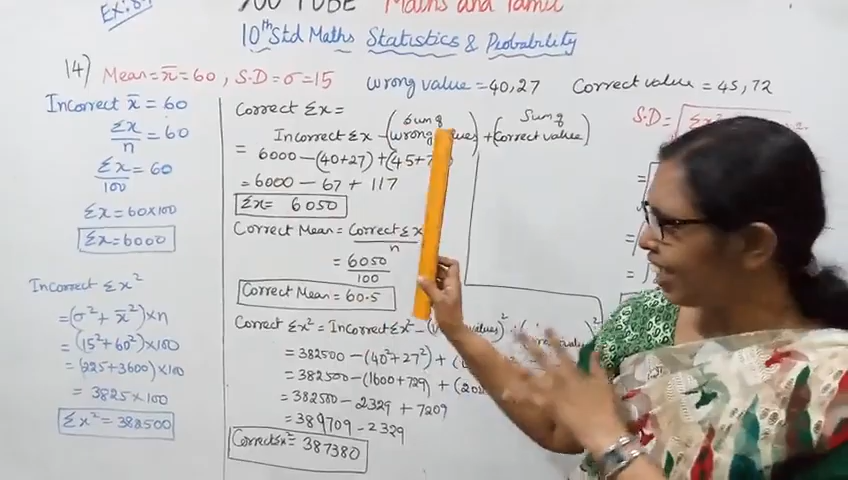 Ex:8.
YOU TUBE Maths and Tamil
10th Std Maths Statistics & Probability
14) Mean = x̄ = 60 , S.D = σ = 15 wrong value = 40,27 Correct value = 45, 72
Incorrect x̄ = 60
Σx/n = 60
Σx/100 = 60
Σx = 60x100
Σx = 6000
Incorrect Σx²
= (σ² + x̄²) x n
= (15² + 60²) x 100
= (225+3600) x 100
= 3825 x 100
Σx² = 382500
Correct Σx =
Incorrect Σx - (Sum of wrong values) + (Sum of correct value)
= 6000 - (40+27) + (45+7
= 6000 - 67 + 117
Σx = 6050
Correct Mean = Correct Σx / n
= 6050 / 100
Correct Mean = 60.5
Correct Σx² = Incorrect Σx² -
= 382500 - (40² + 27²) +
= 382500 - (1600 + 729) +
= 382500 - 2329 + 7209
= 389709 - 2329
Correct Σx² = 387380
S.D =